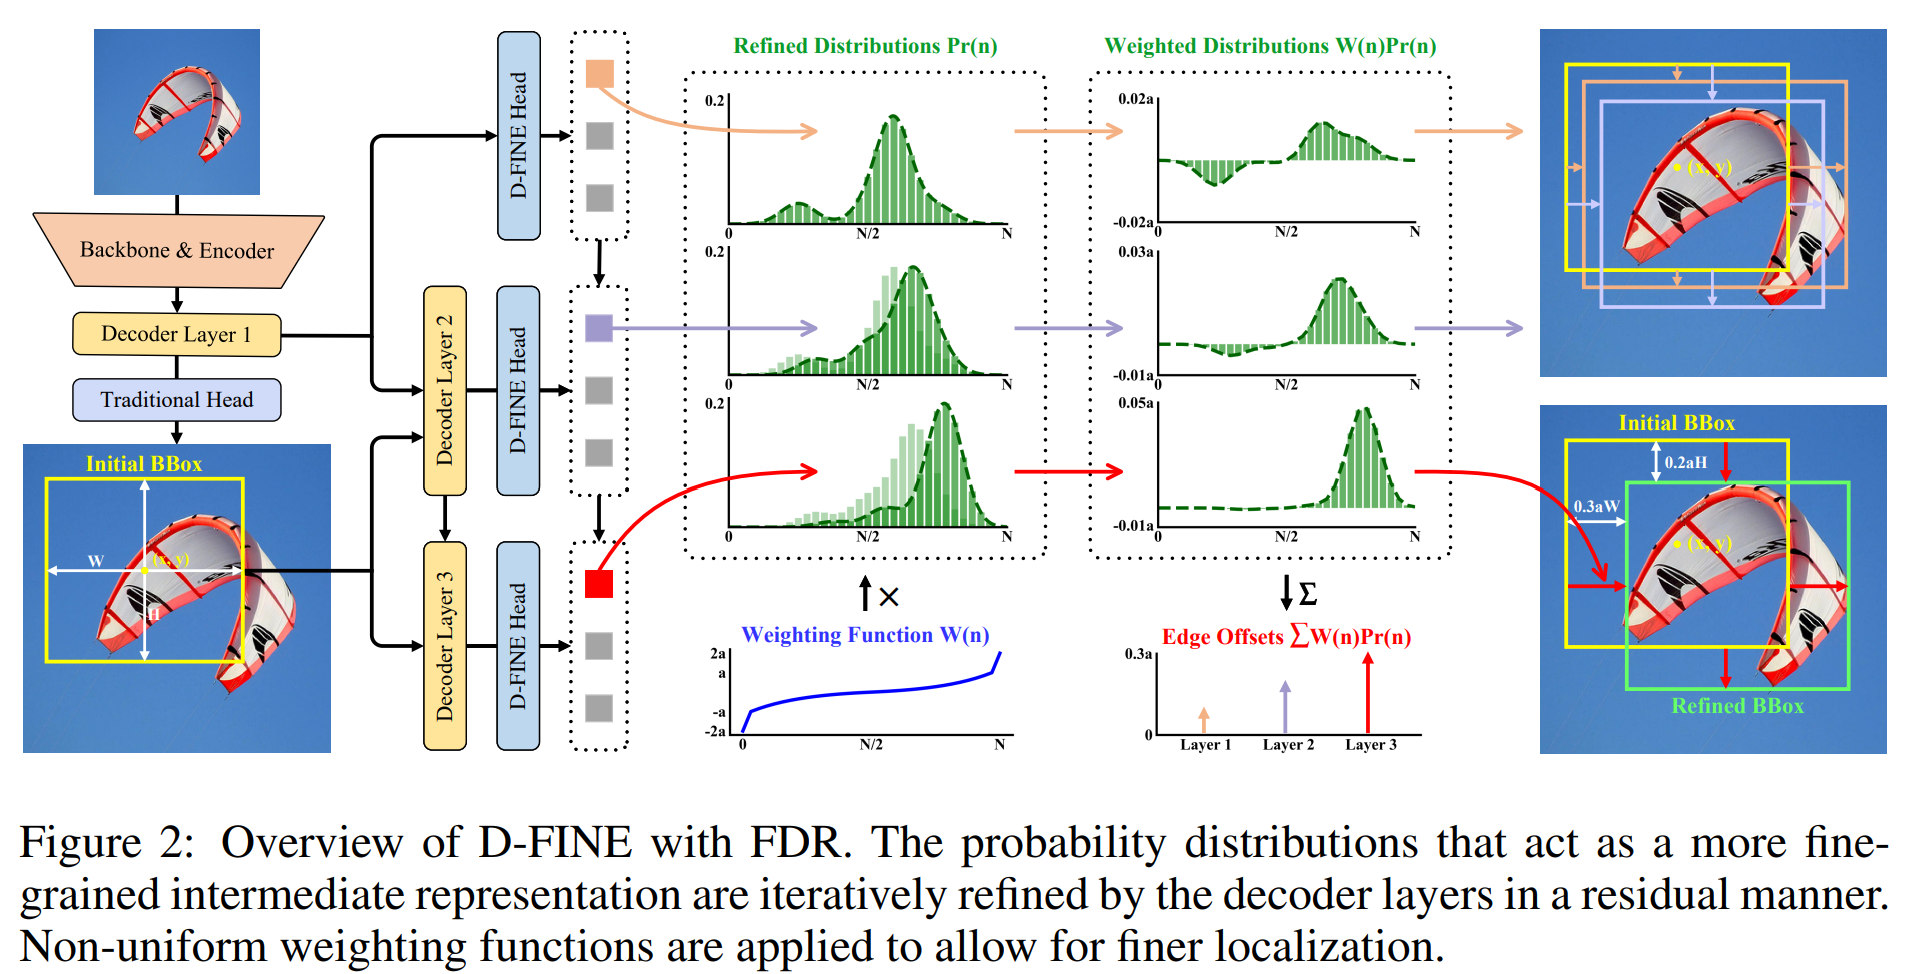 Backbone & Encoder
Decoder Layer 1
Traditional Head
Initial BBox
W
(x, y)
H
D-FINE Head
Decoder Layer 2
D-FINE Head
Decoder Layer 3
D-FINE Head
Refined Distributions Pr(n)
0.2
0 N/2 N
0.2
0 N/2 N
0.2
0 N/2 N
×
Weighting Function W(n)
2a
a
-a
-2a
0 N/2 N
Weighted Distributions W(n)Pr(n)
0.02a
-0.02a
0 N/2 N
0.03a
-0.01a
0 N/2 N
0.05a
-0.01a
0 N/2 N
Σ
Edge Offsets ∑W(n)Pr(n)
0.3a
0
Layer 1 Layer 2 Layer 3
(x, y)
Initial BBox
0.2aH
0.3aW
(x, y)
Refined BBox
Figure 2: Overview of D-FINE with FDR. The probability distributions that act as a more fine-
grained intermediate representation are iteratively refined by the decoder layers in a residual manner.
Non-uniform weighting functions are applied to allow for finer localization.